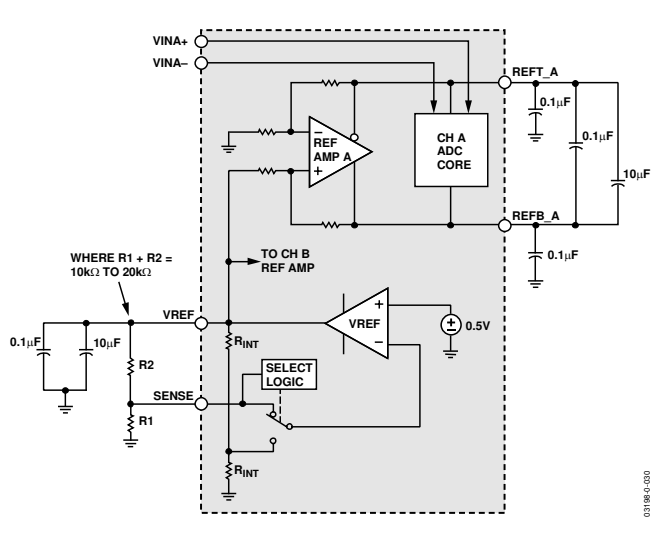 VINA+
VINA–
REFT_A
0.1μF
0.1μF
10μF
–
REF
AMP A
+
CH A
ADC
CORE
REFB_A
0.1μF
WHERE R1 + R2 =
10kΩ TO 20kΩ
TO CH B
REF AMP
VREF
VREF
+
–
0.5V
0.1μF
10μF
R2
RINT
SELECT
LOGIC
SENSE
R1
RINT
03198-0-030